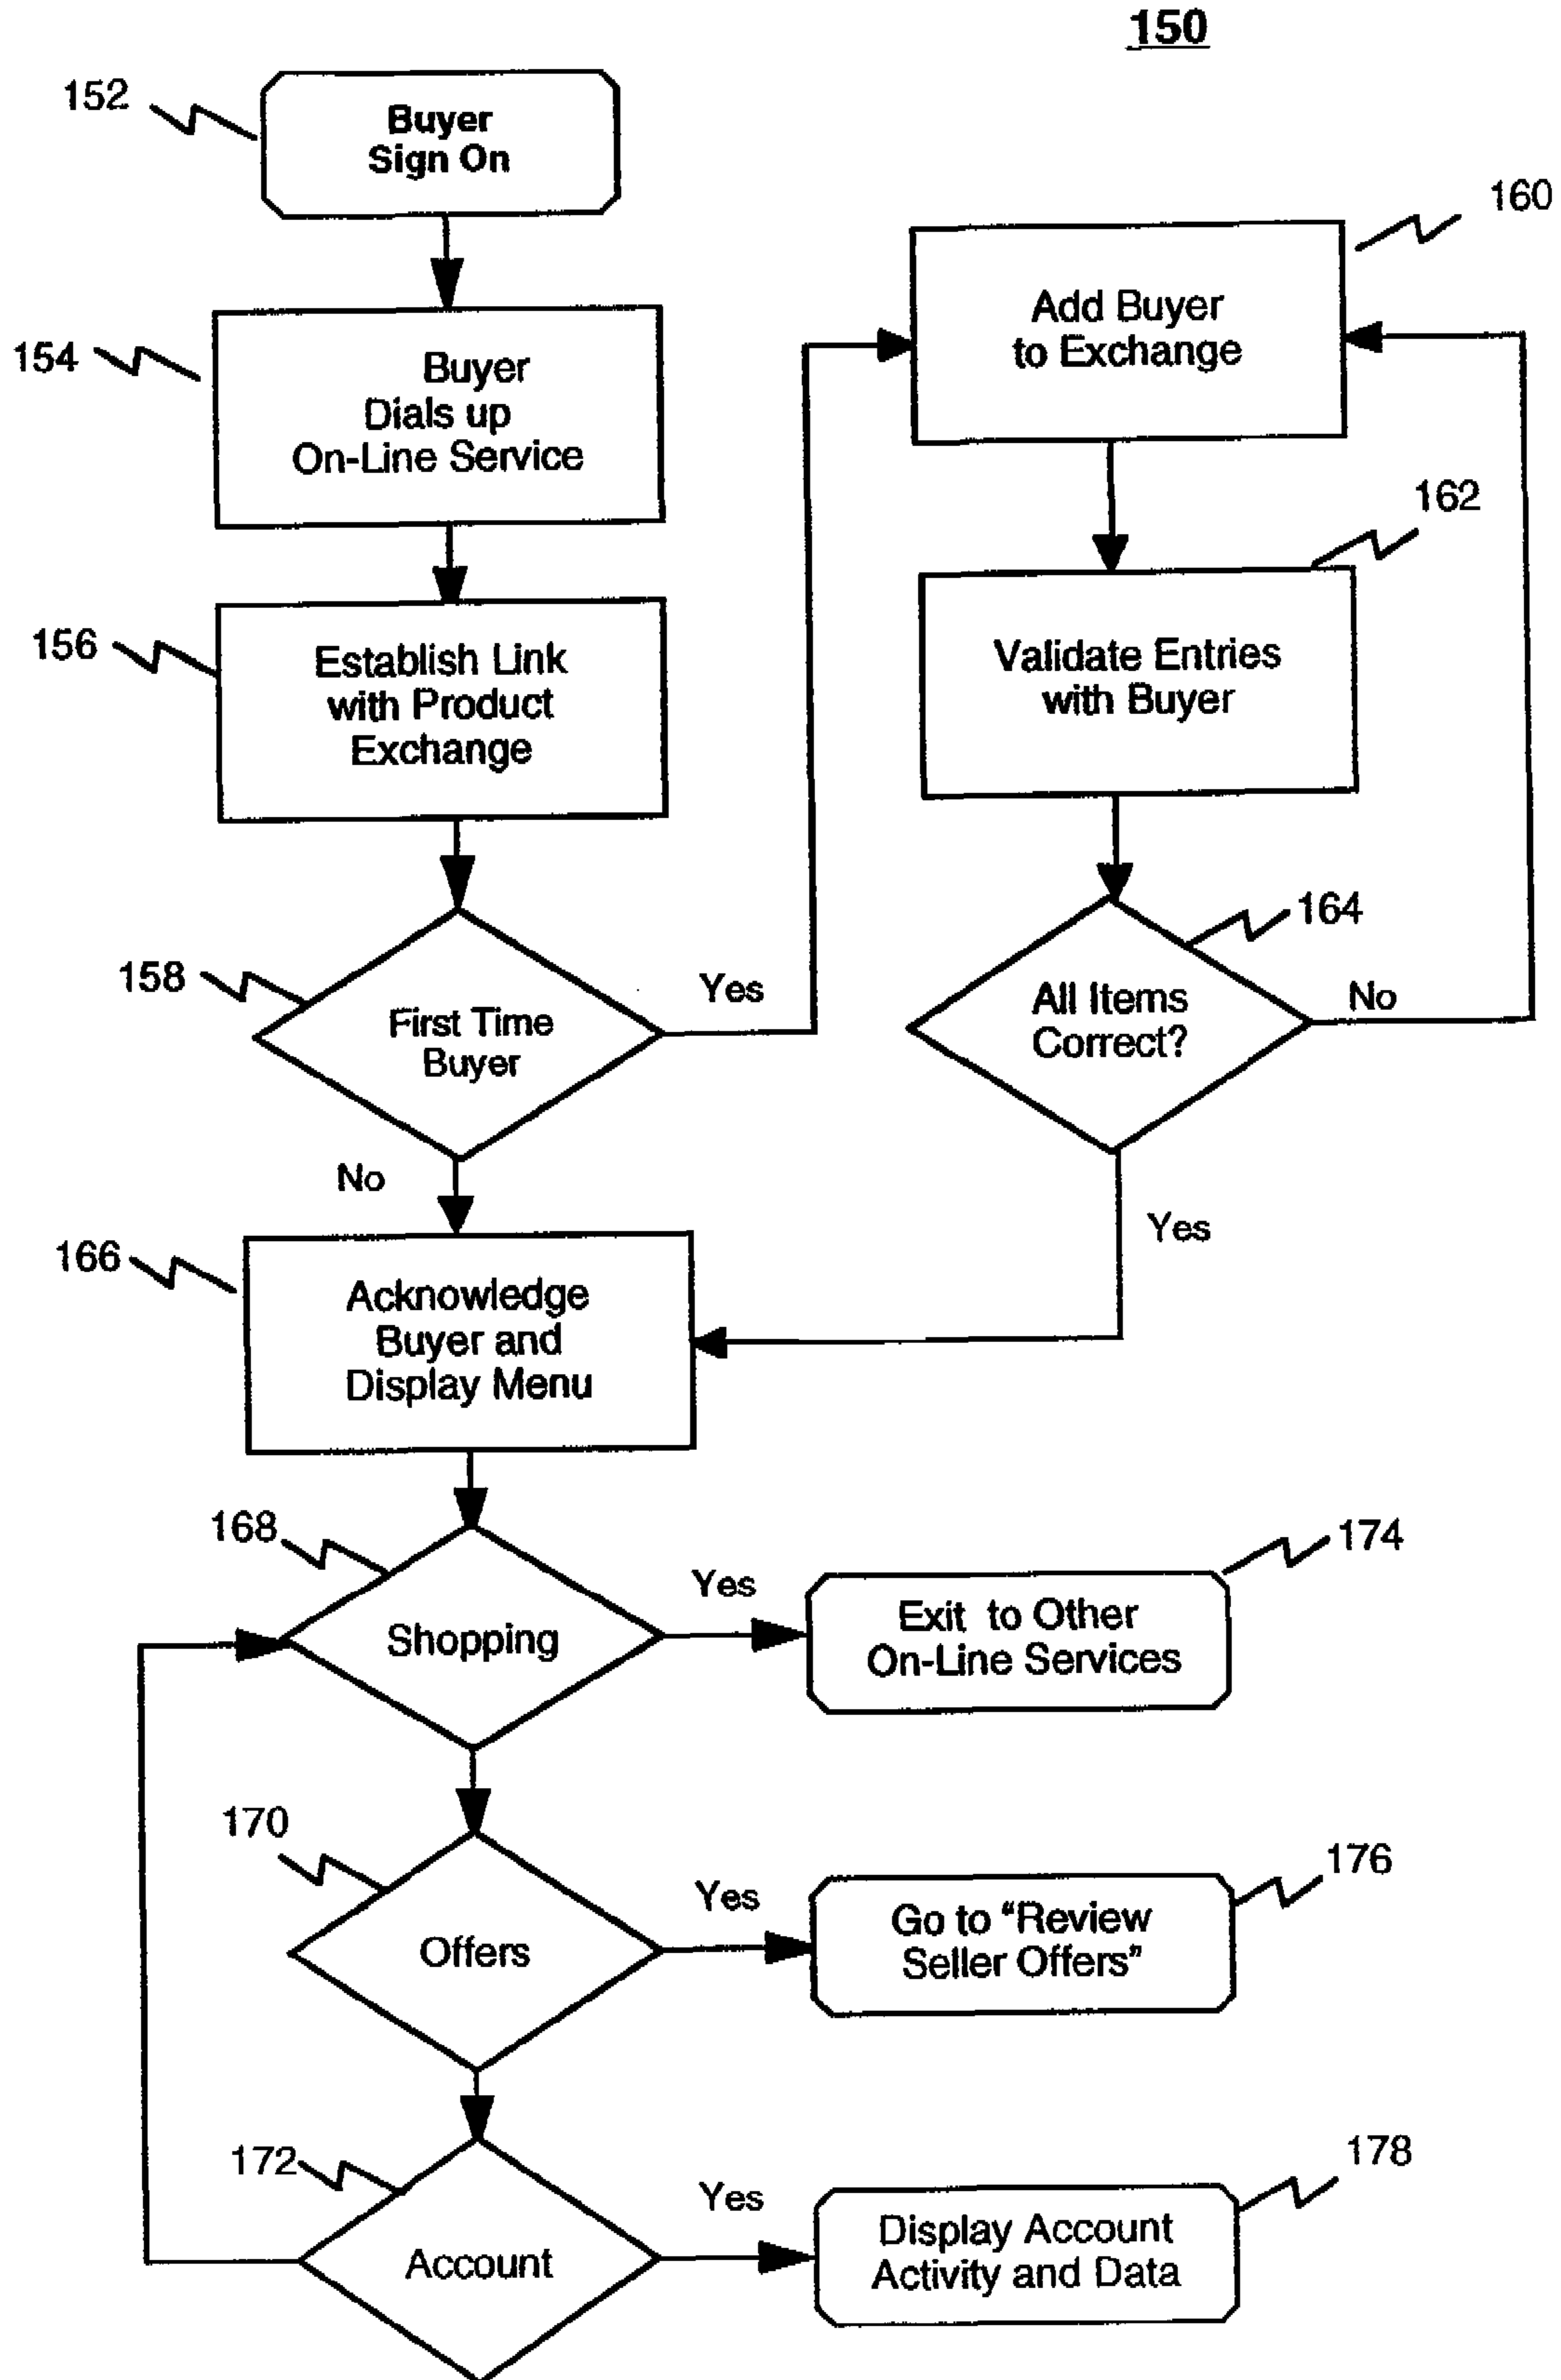 150
152
Buyer
Sign On
154
Buyer
Dials up
On-Line Service
156
Establish Link
with Product
Exchange
158
First Time
Buyer
Yes
No
160
Add Buyer
to Exchange
162
Validate Entries
with Buyer
164
All Items
Correct?
No
Yes
166
Acknowledge
Buyer and
Display Menu
168
Shopping
Yes
174
Exit to Other
On-Line Services
170
Offers
Yes
176
Go to “Review
Seller Offers”
172
Account
Yes
178
Display Account
Activity and Data